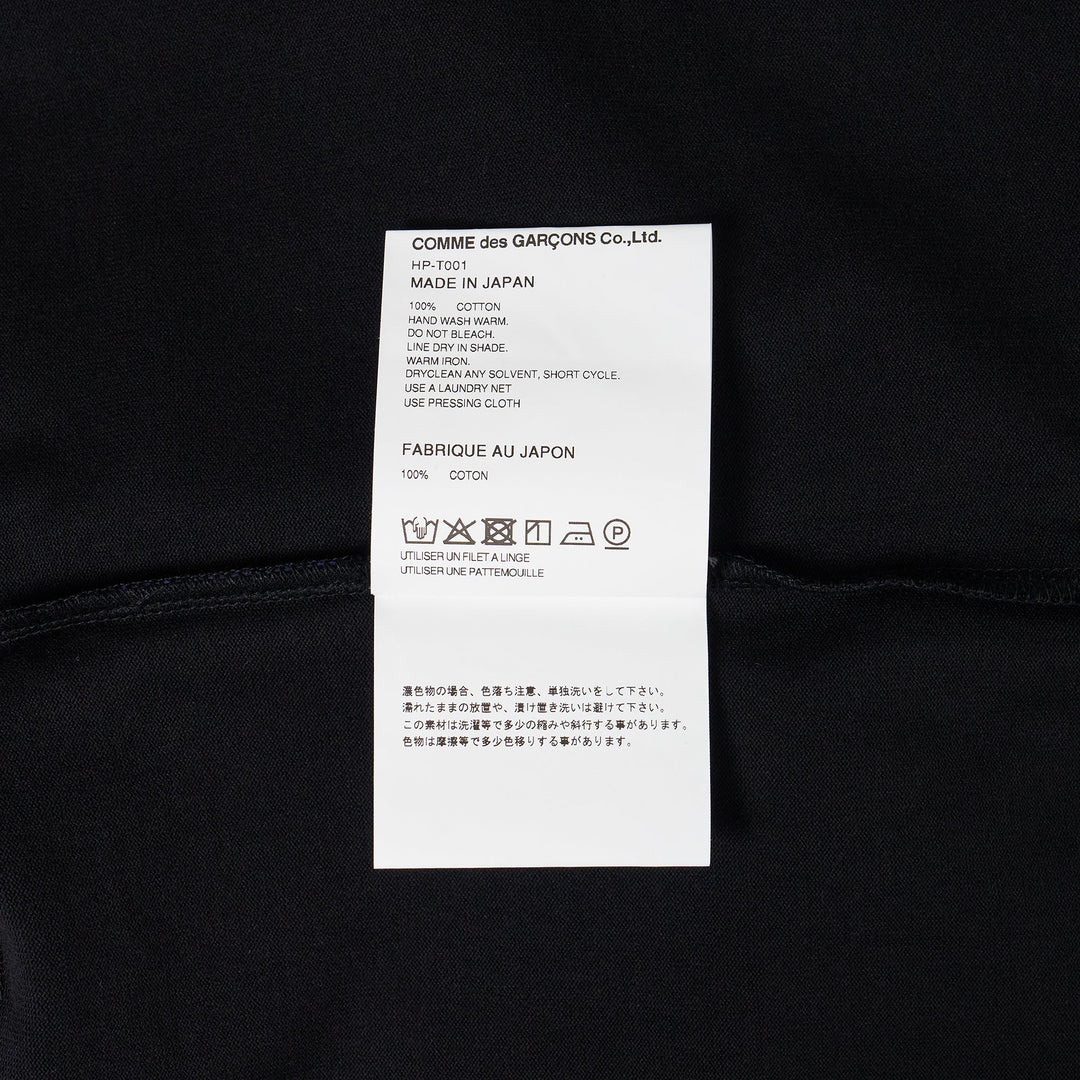 COMME des GARÇONS Co.,Ltd.
HP-T001
MADE IN JAPAN
100% COTTON
HAND WASH WARM.
DO NOT BLEACH.
LINE DRY IN SHADE.
WARM IRON.
DRYCLEAN ANY SOLVENT, SHORT CYCLE.
USE A LAUNDRY NET
USE PRESSING CLOTH
FABRIQUE AU JAPON
100% COTON
P
UTILISER UN FILET A LINGE
UTILISER UNE PATTEMOUILLE
濃色物の場合、色落ち注意、単独洗いをして下さい。
濡れたままの放置や、漬け置き洗いは避けて下さい。
この素材は洗濯等で多少の縮みや斜行する事があります。
色物は摩擦等で多少色移りする事があります。